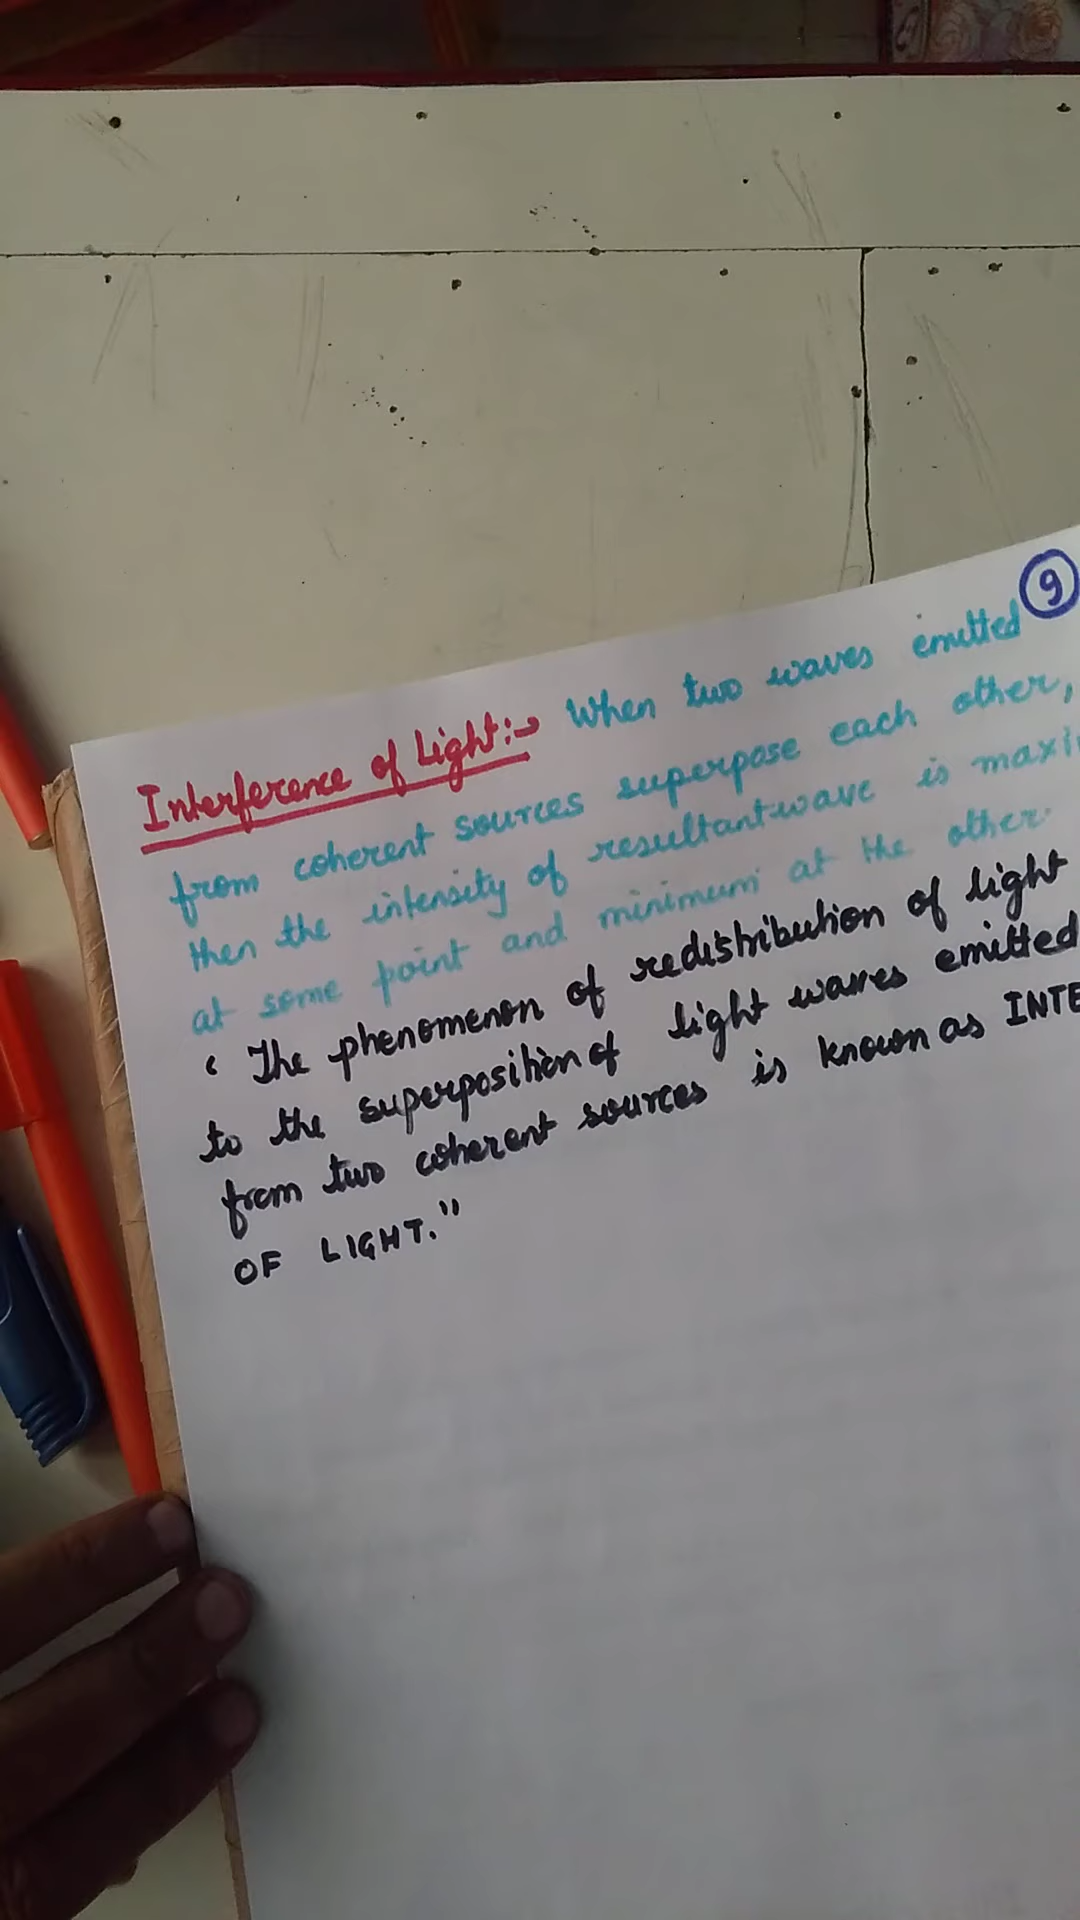 9
Interference of Light:→ When two waves emitted
from coherent sources superpose each other,
then the intensity of resultant wave is maxi
at some point and minimum at the other
" The phenomenon of redistribution of light
to the superposition of light waves emitted
from two coherent sources is known as INTE
OF LIGHT."